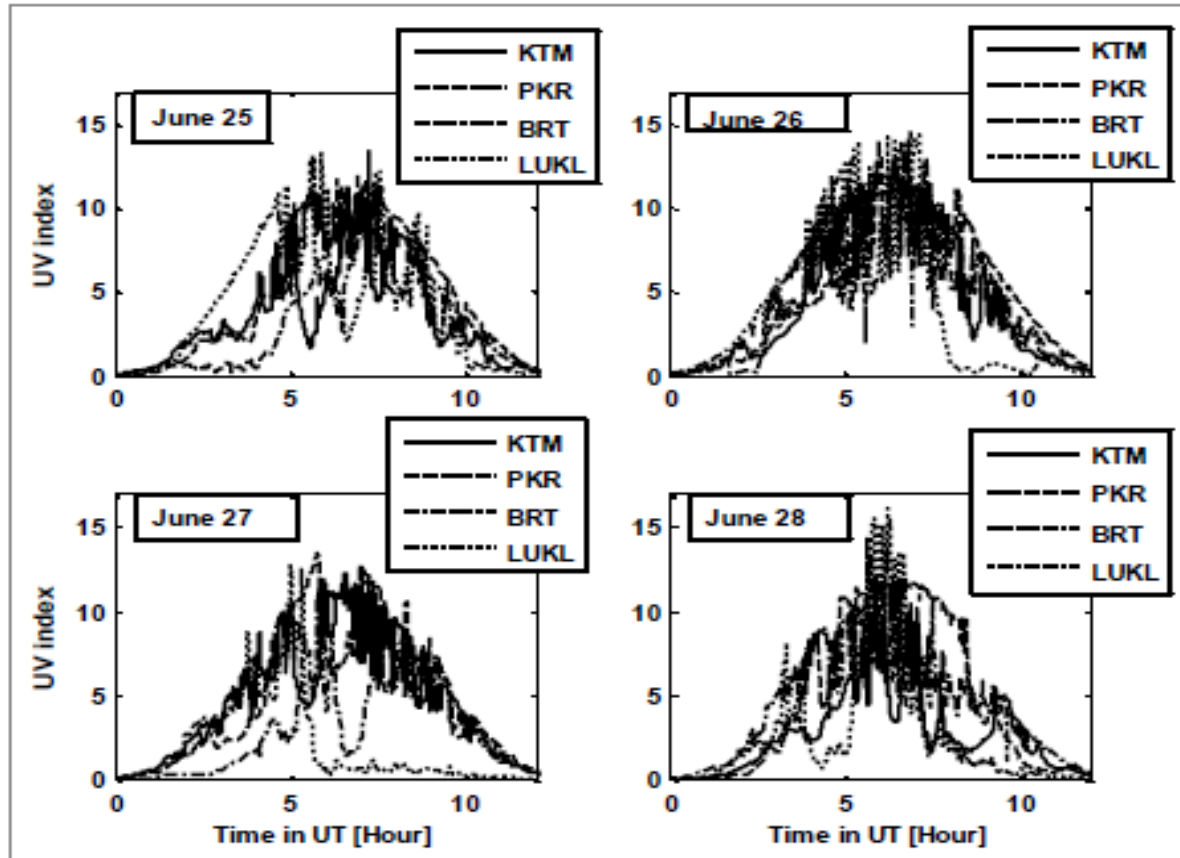 KTM
PKR
BRT
LUKL
June 25
UV index
15
10
5
0
0 5 10
KTM
PKR
BRT
LUKL
June 26
15
10
5
0
0 5 10
KTM
PKR
BRT
LUKL
June 27
UV index
15
10
5
0
0 5 10
Time in UT [Hour]
KTM
PKR
BRT
LUKL
June 28
15
10
5
0
0 5 10
Time in UT [Hour]